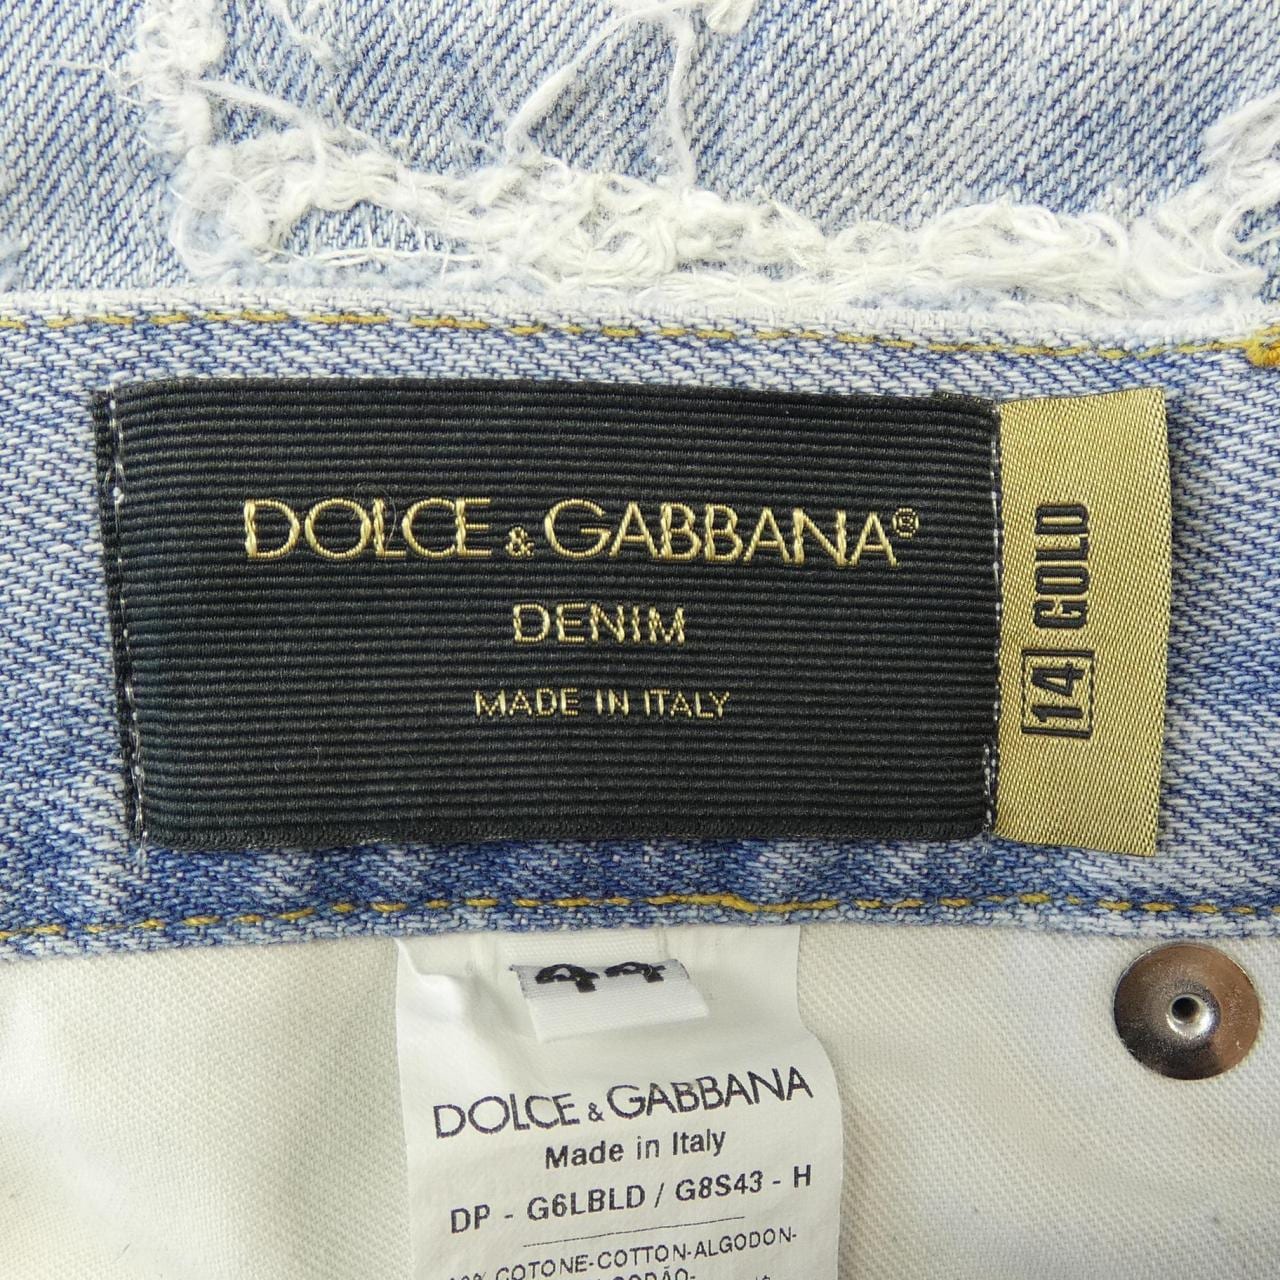 DOLCE & GABBANA®
DENIM
MADE IN ITALY
14 GOLD
44
DOLCE & GABBANA
Made in Italy
DP - G6LBLD / G8S43 - H
COTONE-COTTON-ALGODON-